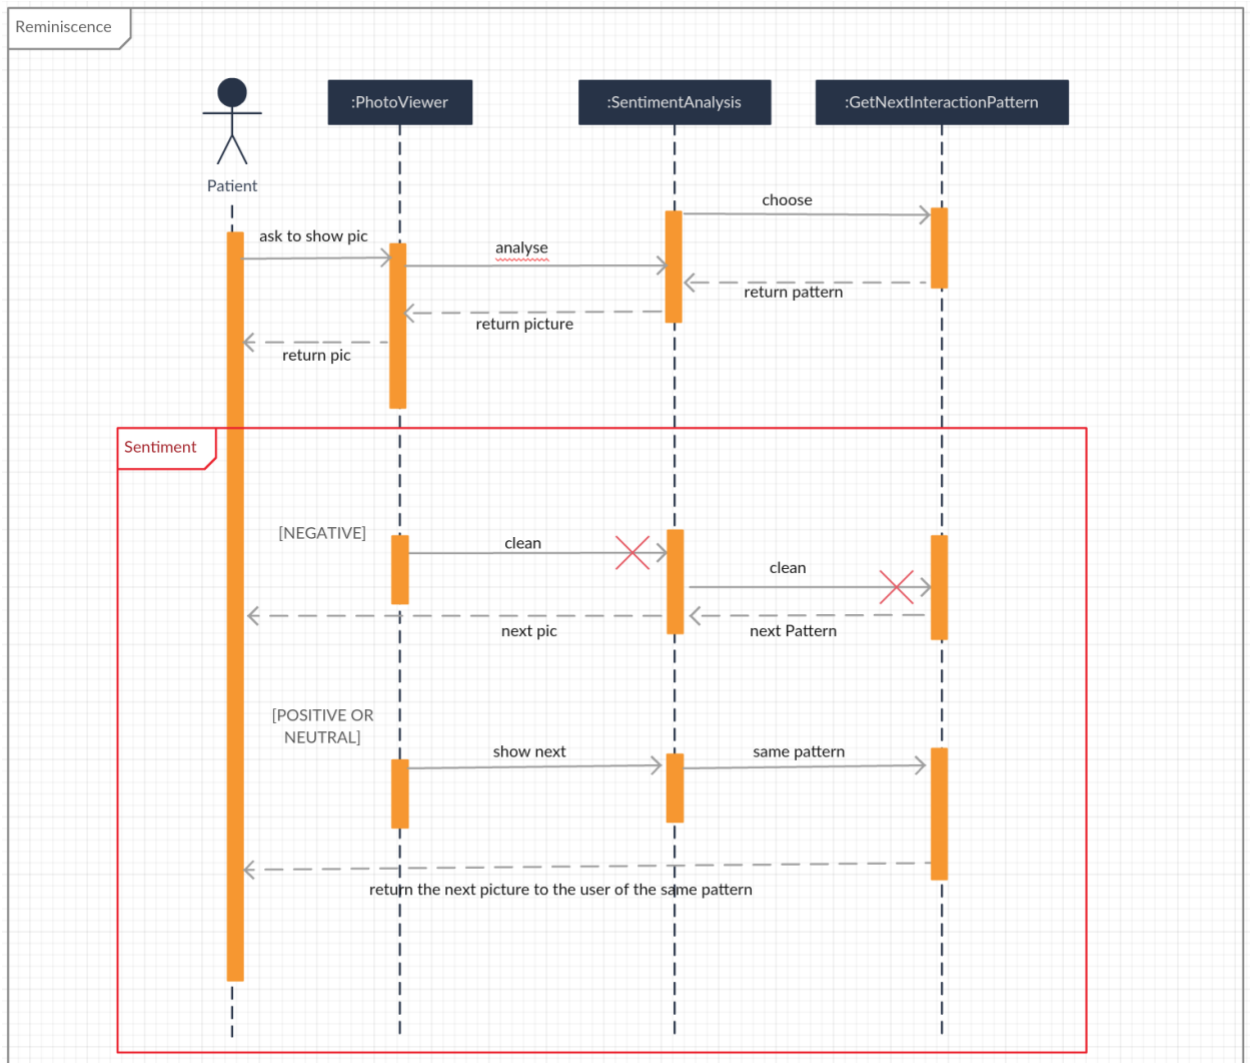 Reminiscence
:PhotoViewer
:SentimentAnalysis
:GetNextInteractionPattern
Patient
choose
ask to show pic
analyse
return pattern
return picture
return pic
Sentiment
[NEGATIVE]
clean
clean
next pic
next Pattern
[POSITIVE OR
NEUTRAL]
show next
same pattern
return the next picture to the user of the same pattern